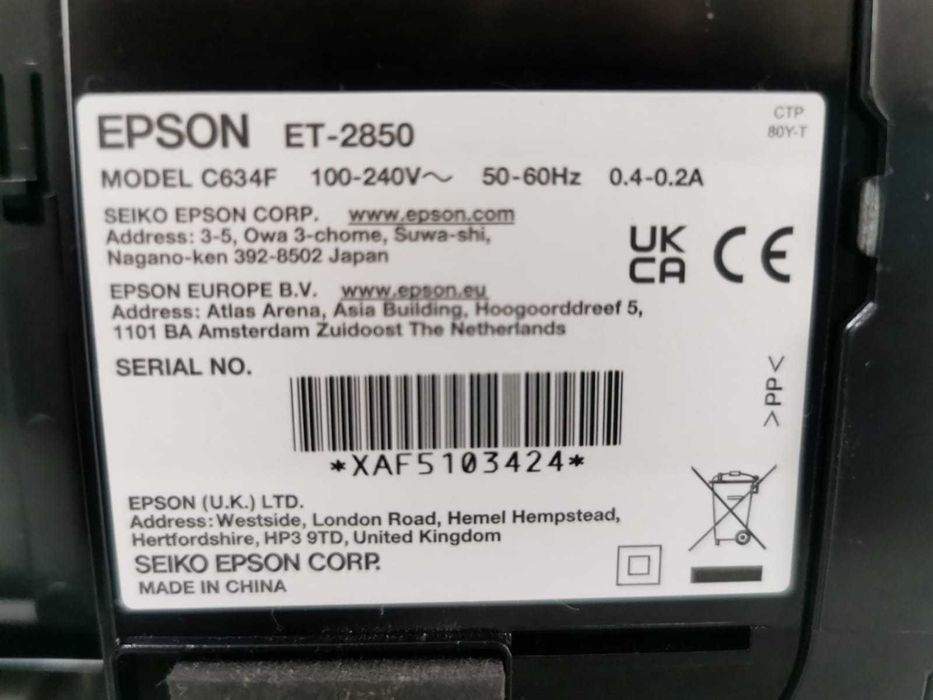 EPSON ET-2850
CTP
80Y-T
MODEL C634F 100-240V～ 50-60Hz 0.4-0.2A
SEIKO EPSON CORP. www.epson.com
Address: 3-5, Owa 3-chome, Suwa-shi,
Nagano-ken 392-8502 Japan
UK
CA CE
EPSON EUROPE B.V. www.epson.eu
Address: Atlas Arena, Asia Building, Hoogoorddreef 5,
1101 BA Amsterdam Zuidoost The Netherlands
SERIAL NO.
>PP<
*XAF5103424*
EPSON (U.K.) LTD.
Address: Westside, London Road, Hemel Hempstead,
Hertfordshire, HP3 9TD, United Kingdom
SEIKO EPSON CORP.
MADE IN CHINA